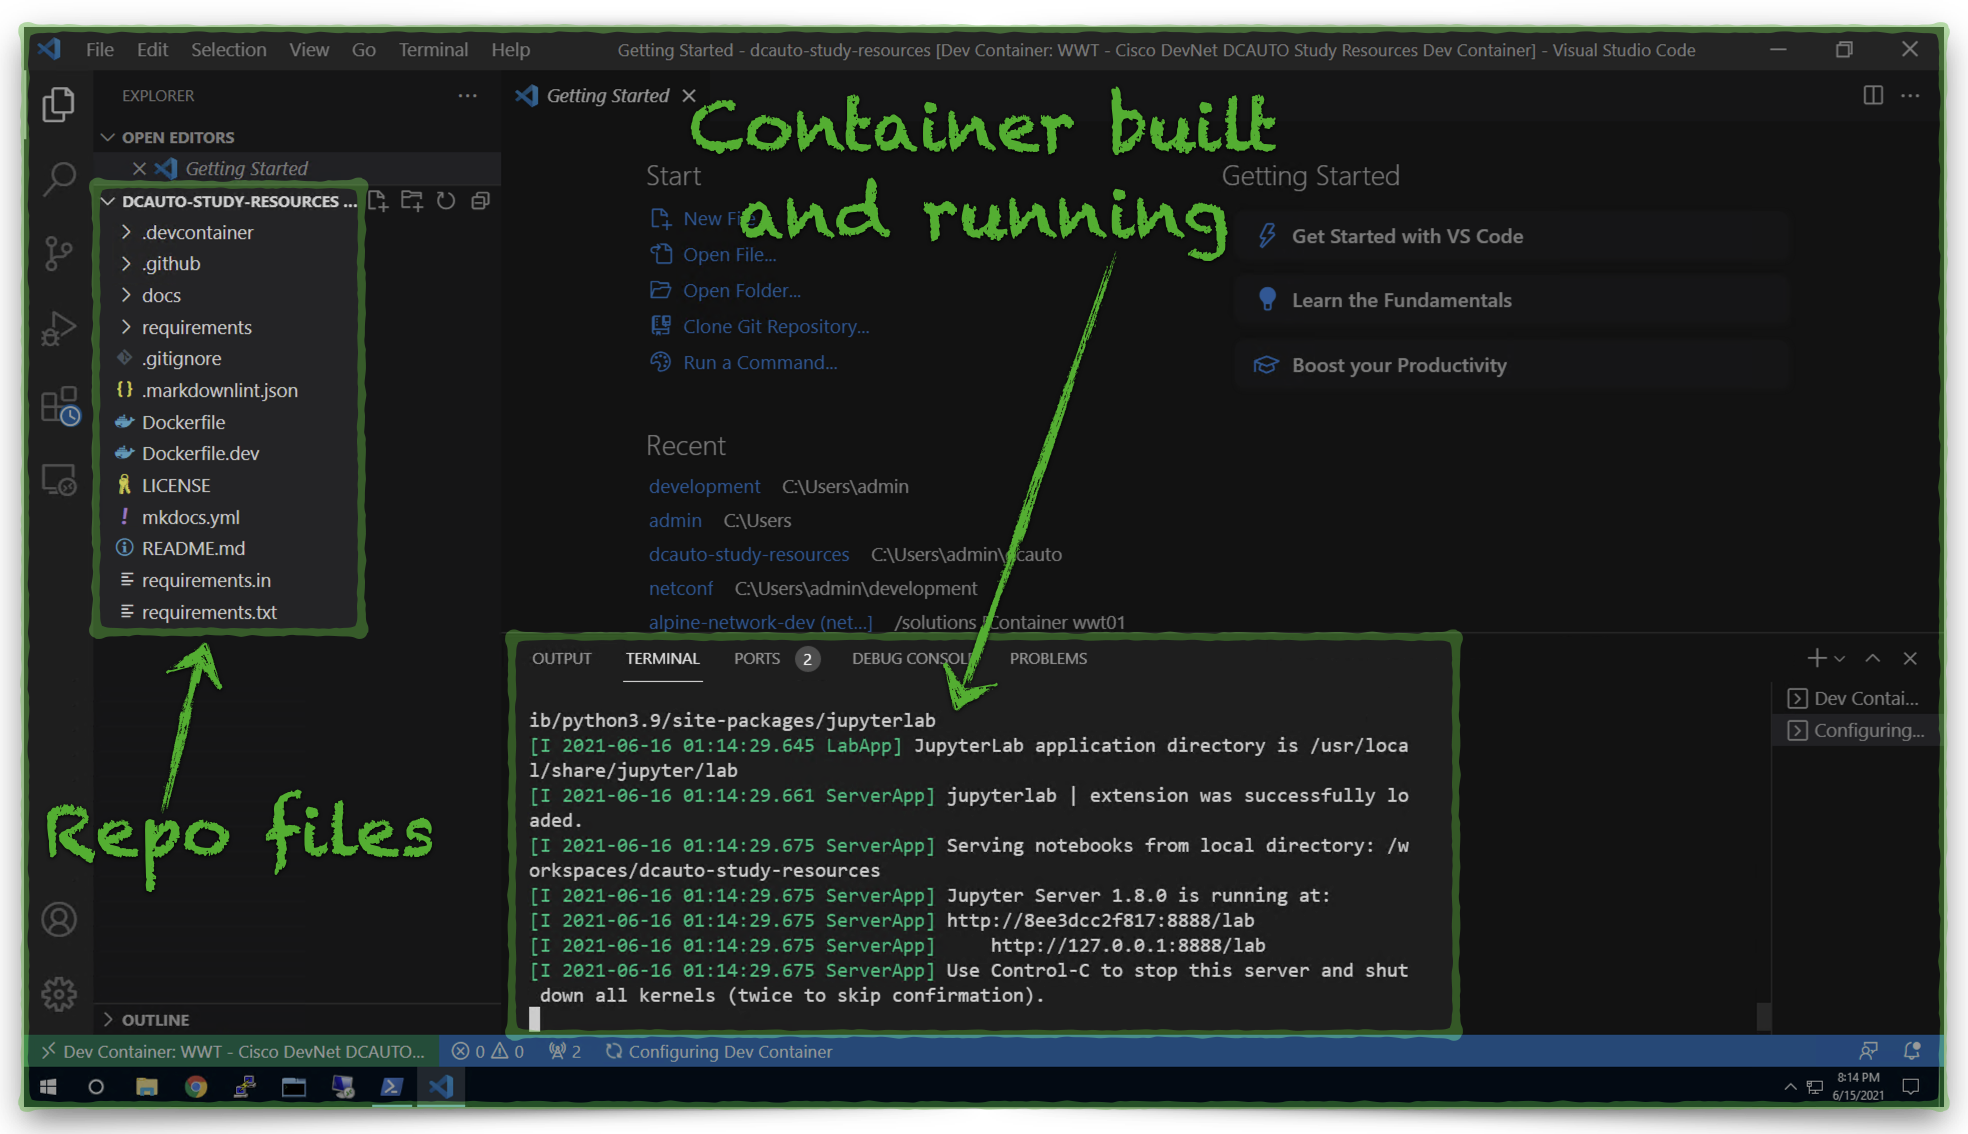 File Edit Selection View Go Terminal Help Getting Started - dcauto-study-resources [Dev Container: WWT - Cisco DevNet DCAUTO Study Resources Dev Container] - Visual Studio Code
EXPLORER
OPEN EDITORS
Getting Started
DCAUTO-STUDY-RESOURCES ...
.devcontainer
.github
docs
requirements
.gitignore
.markdownlint.json
Dockerfile
Dockerfile.dev
LICENSE
mkdocs.yml
README.md
requirements.in
requirements.txt
Repo files
OUTLINE
Getting Started
Container built
and running
Start
New File...
Open File...
Open Folder...
Clone Git Repository...
Run a Command...
Recent
development C:\Users\admin
admin C:\Users
dcauto-study-resources C:\Users\admin\dcauto
netconf C:\Users\admin\development
alpine-network-dev (net...] /solutions [Container wwt01
Getting Started
Get Started with VS Code
Learn the Fundamentals
Boost your Productivity
OUTPUT TERMINAL PORTS 2 DEBUG CONSOLE PROBLEMS
ib/python3.9/site-packages/jupyterlab
[I 2021-06-16 01:14:29.645 LabApp] JupyterLab application directory is /usr/loca
l/share/jupyter/lab
[I 2021-06-16 01:14:29.661 ServerApp] jupyterlab | extension was successfully lo
aded.
[I 2021-06-16 01:14:29.675 ServerApp] Serving notebooks from local directory: /w
orkspaces/dcauto-study-resources
[I 2021-06-16 01:14:29.675 ServerApp] Jupyter Server 1.8.0 is running at:
[I 2021-06-16 01:14:29.675 ServerApp] http://8ee3dcc2f817:8888/lab
[I 2021-06-16 01:14:29.675 ServerApp]     http://127.0.0.1:8888/lab
[I 2021-06-16 01:14:29.675 ServerApp] Use Control-C to stop this server and shut
down all kernels (twice to skip confirmation).
Dev Contai...
Configuring...
Dev Container: WWT - Cisco DevNet DCAUTO... 0 0 2 Configuring Dev Container
8:14 PM
6/15/2021